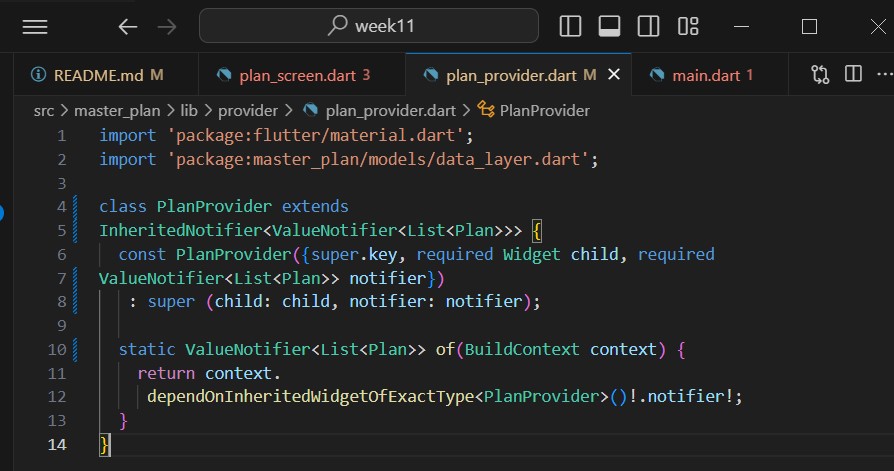 week11
README.md M
plan_screen.dart 3
plan_provider.dart M
main.dart 1
src > master_plan > lib > provider > plan_provider.dart > PlanProvider
1 import 'package:flutter/material.dart';
2 import 'package:master_plan/models/data_layer.dart';
3
4 class PlanProvider extends
5 InheritedNotifier<ValueNotifier<List<Plan>>> {
6 const PlanProvider({super.key, required Widget child, required
7 ValueNotifier<List<Plan>> notifier})
8 : super (child: child, notifier: notifier);
9
10 static ValueNotifier<List<Plan>> of(BuildContext context) {
11 return context.
12 dependOnInheritedWidgetOfExactType<PlanProvider>()!.notifier!;
13 }
14 }